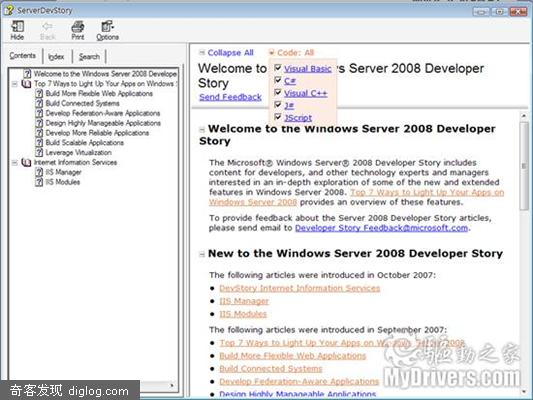 ServerDevStory
Hide
Back
Print
Options
Contents
Index
Search
Welcome to the Windows Server 2008 Develope
Top 7 Ways to Light Up Your Apps on Windows
Build More Flexible Web Applications
Build Connected Systems
Develop Federation-Aware Applications
Design Highly Manageable Applications
Develop More Reliable Applications
Build Scalable Applications
Leverage Virtualization
Internet Information Services
IIS Manager
IIS Modules
Collapse All
Code: All
Welcome to the Windows Server 2008 Developer
Story
Send Feedback
Visual Basic
C#
Visual C++
J#
JScript
Welcome to the Windows Server 2008 Developer
Story
The Microsoft® Windows Server® 2008 Developer Story includes
content for developers, and other technology experts and managers
interested in an in-depth exploration of some of the new and extended
features in Windows Server 2008. Top 7 Ways to Light Up Your Apps on
Windows Server 2008 provides an overview of these features.
To provide feedback about the Server 2008 Developer Story articles,
please send email to Developer Story Feedback@microsoft.com.
New to the Windows Server 2008 Developer Story
The following articles were introduced in October 2007:
DevStory Internet Information Services
IIS Manager
IIS Modules
The following articles were introduced in September 2007:
Top 7 Ways to Light Up Your Apps on Windows Server 2008
Build More Flexible Web Applications
Build Connected Systems
Develop Federation-Aware Applications
Design Highly Manageable Applications
驱动之家
MyDrivers.com
奇客发现 diglog.com